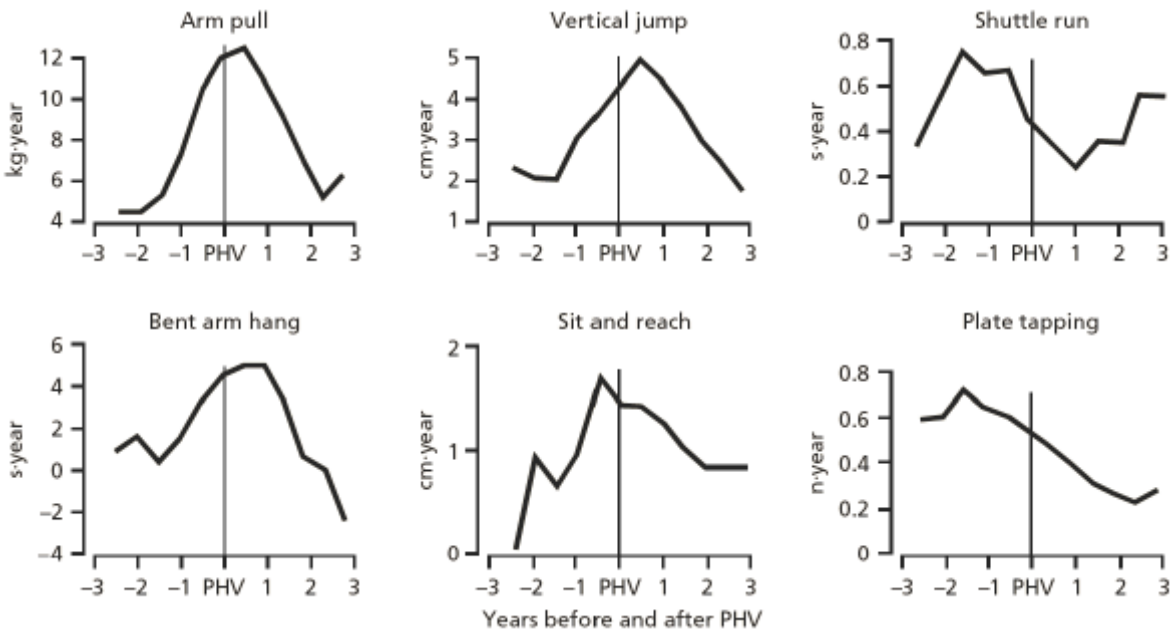 Arm pull
12
10
8
6
4
kg·year
–3 –2 –1 PHV 1 2 3
Vertical jump
5
4
3
2
1
cm·year
–3 –2 –1 PHV 1 2 3
Shuttle run
0.8
0.6
0.4
0.2
0
s·year
–3 –2 –1 PHV 1 2 3
Bent arm hang
6
4
2
0
–2
–4
s·year
–3 –2 –1 PHV 1 2 3
Sit and reach
2
1
0
cm·year
–3 –2 –1 PHV 1 2 3
Plate tapping
0.8
0.6
0.4
0.2
0
n·year
–3 –2 –1 PHV 1 2 3
Years before and after PHV